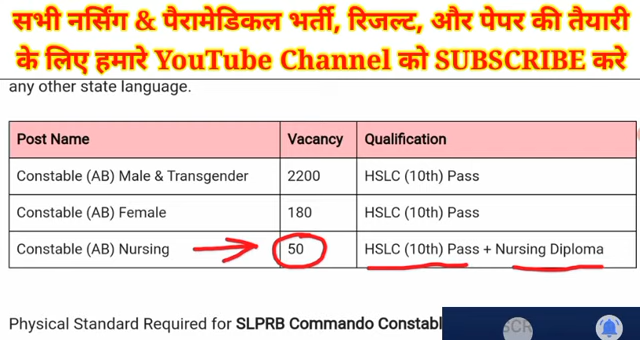 सभी नर्सिंग & पैरामेडिकल भर्ती, रिजल्ट, और पेपर की तैयारी
के लिए हमारे YouTube Channel को SUBSCRIBE करे
any other state language.
Post Name Vacancy Qualification
Constable (AB) Male & Transgender 2200 HSLC (10th) Pass
Constable (AB) Female 180 HSLC (10th) Pass
Constable (AB) Nursing 50 HSLC (10th) Pass + Nursing Diploma
Physical Standard Required for SLPRB Commando